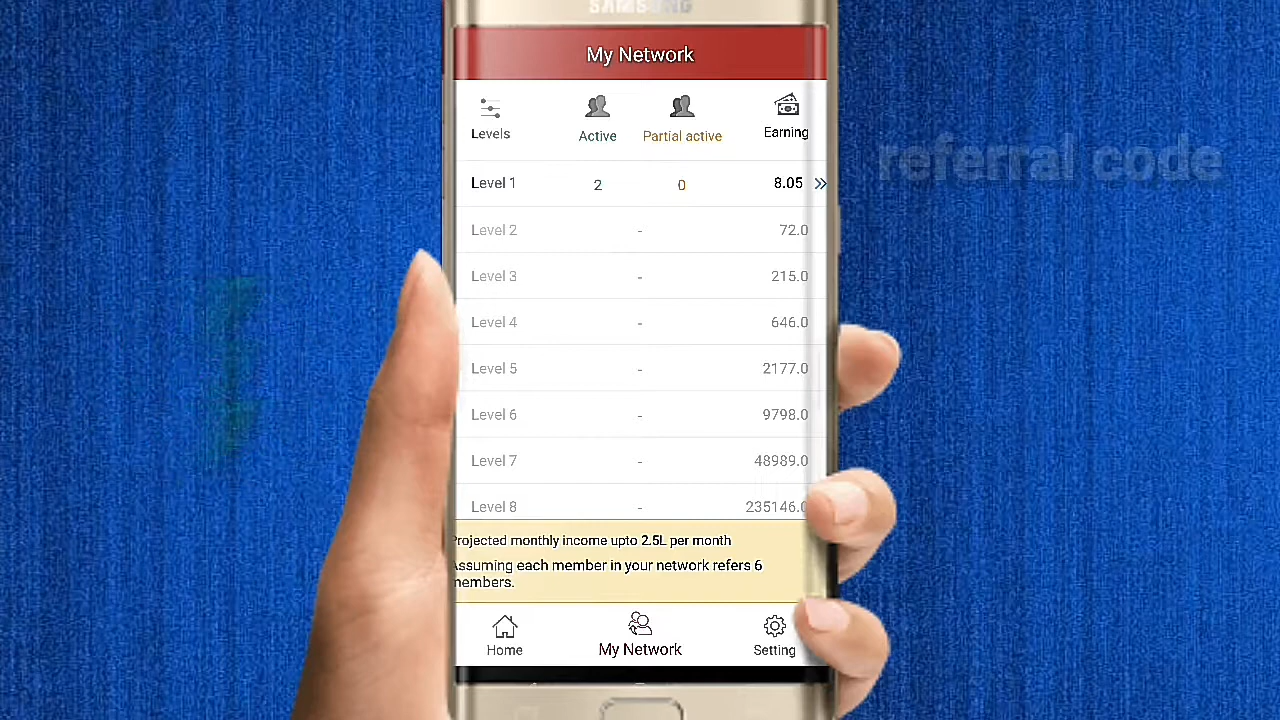 SAMSUNG
My Network
Levels Active Partial active Earning
referral code
Level 1 2 0 8.05 »
Level 2 - 72.0
Level 3 - 215.0
Level 4 - 646.0
Level 5 - 2177.0
Level 6 - 9798.0
Level 7 - 48989.0
Level 8 235146.0
Projected monthly income upto 2.5L per month
Assuming each member in your network refers 6
members.
Home My Network Setting